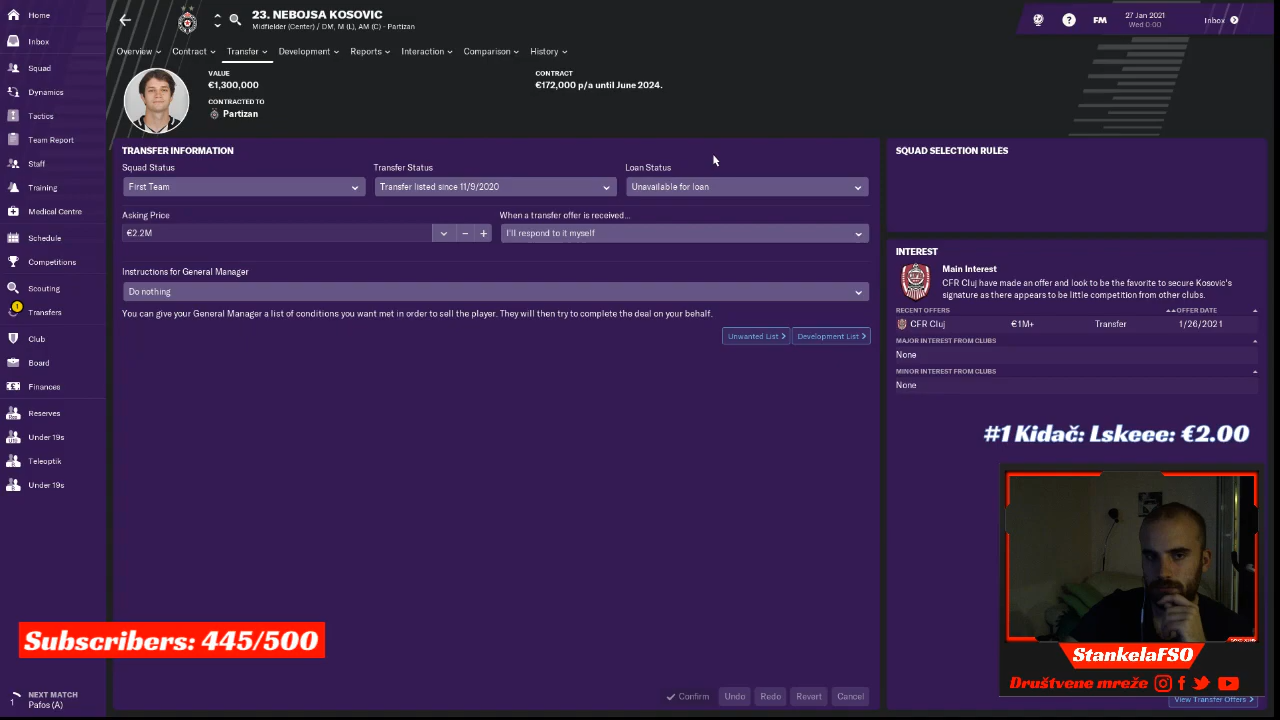 Home
Inbox
Squad
Dynamics
Tactics
Team Report
Staff
Training
Medical Centre
Schedule
Competitions
Scouting
1
Transfers
Club
Board
Finances
Reserves
Under 19s
Teleoptik
Under 19s
1
NEXT MATCH
Pafos (A)
23. NEBOJSA KOSOVIC
Midfielder (Center) / DM, M (L), AM (C) - Partizan
? FM
27 Jan 2021
Wed 0:00
Inbox
Overview Contract Transfer Development Reports Interaction Comparison History
VALUE
€1,300,000
CONTRACTED TO
Partizan
CONTRACT
€172,000 p/a until June 2024.
TRANSFER INFORMATION
Squad Status Transfer Status Loan Status
First Team Transfer listed since 11/9/2020 Unavailable for loan
Asking Price When a transfer offer is received...
€2.2M - + I'll respond to it myself
Instructions for General Manager
Do nothing
You can give your General Manager a list of conditions you want met in order to sell the player. They will then try to complete the deal on your behalf.
Unwanted List Development List
SQUAD SELECTION RULES
INTEREST
Main Interest
CFR Cluj have made an offer and look to be the favorite to secure Kosovic's
signature as there appears to be little competition from other clubs.
RECENT OFFERS OFFER DATE
CFR Cluj €1M+ Transfer 1/26/2021
MAJOR INTEREST FROM CLUBS
None
MINOR INTEREST FROM CLUBS
None
#1 Kidač: Lskeee: €2.00
Subscribers: 445/500
StankelaFSO
Društvene mreže
Confirm Undo Redo Revert Cancel
View Transfer Offers